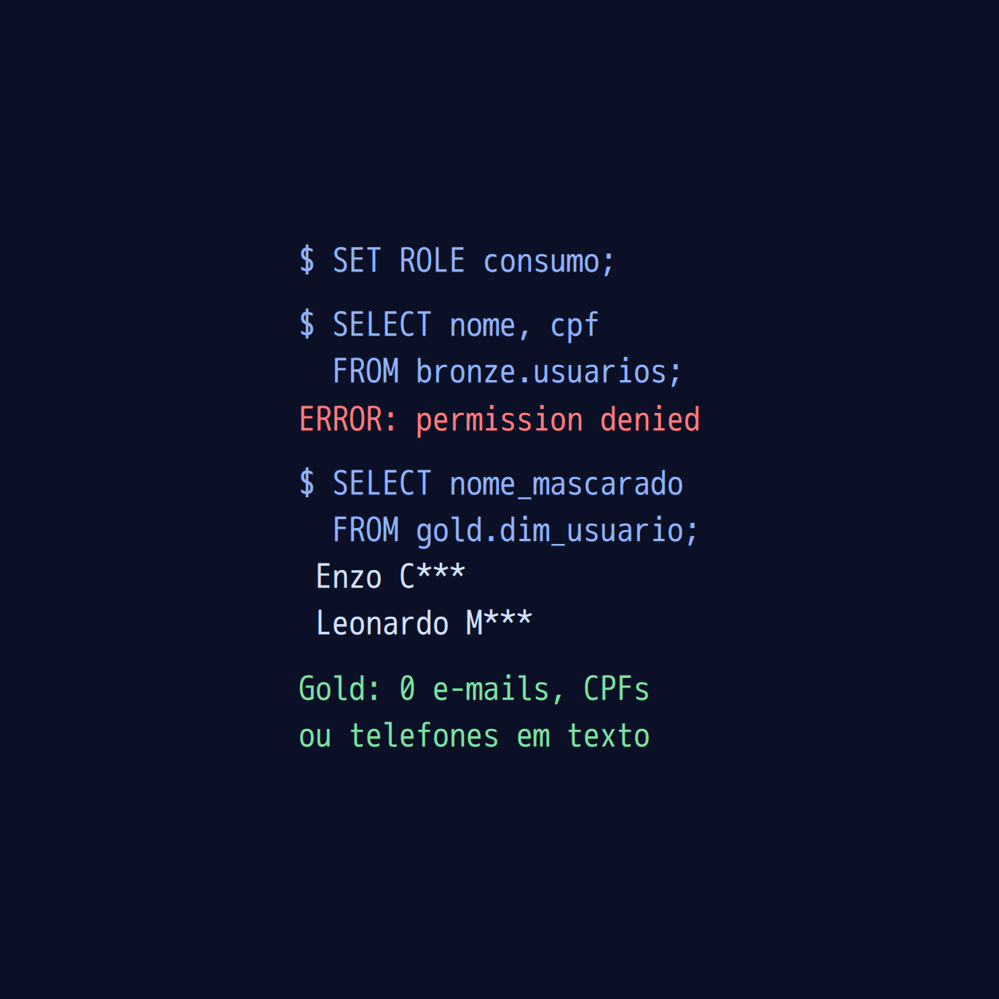 $ SET ROLE consumo;
$ SELECT nome, cpf
FROM bronze.usuarios;
ERROR: permission denied
$ SELECT nome_mascarado
FROM gold.dim_usuario;
Enzo C***
Leonardo M***
Gold: 0 e-mails, CPFs
ou telefones em texto